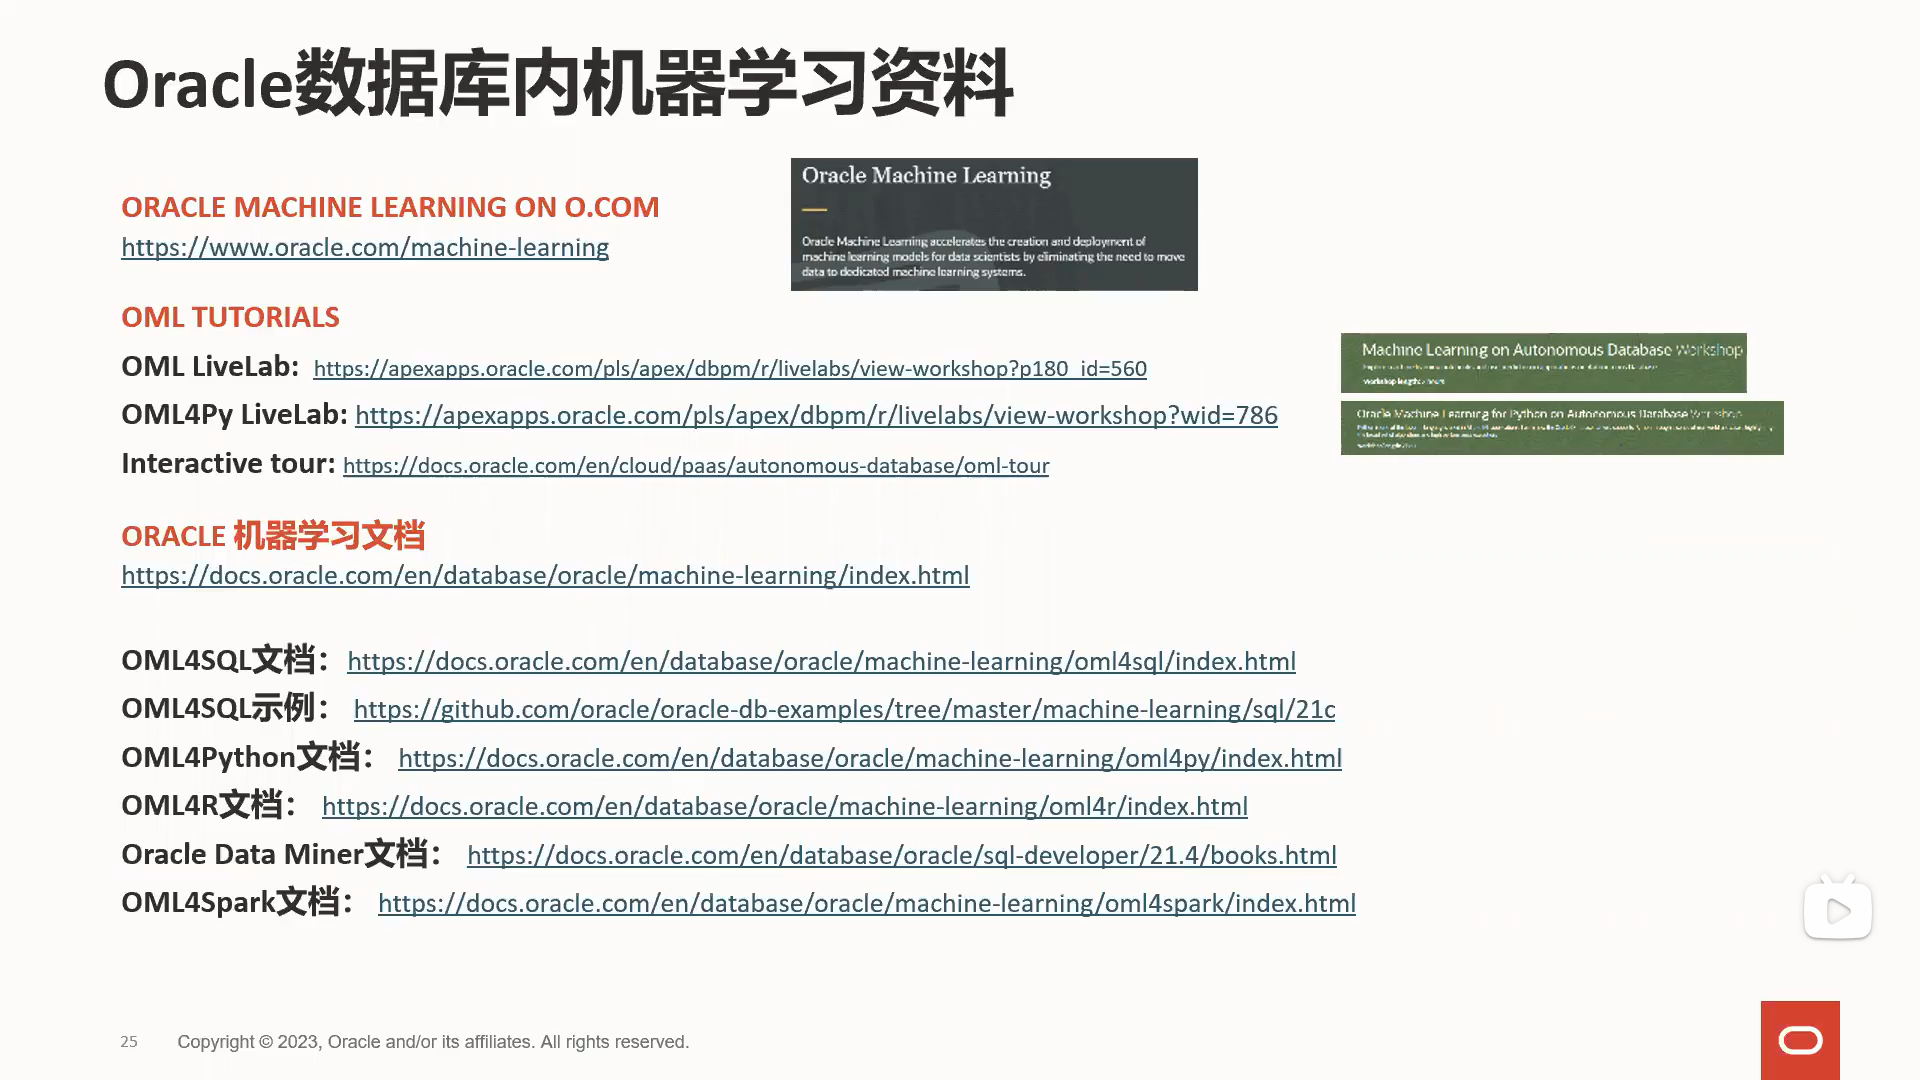 Oracle数据库内机器学习资料
Oracle Machine Learning
Oracle Machine Learning accelerates the creation and deployment of
machine learning models for data scientists by eliminating the need to move
data to dedicated machine learning systems.
ORACLE MACHINE LEARNING ON O.COM
https://www.oracle.com/machine-learning
OML TUTORIALS
OML LiveLab: https://apexapps.oracle.com/pls/apex/dbpm/r/livelabs/view-workshop?p180_id=560
OML4Py LiveLab: https://apexapps.oracle.com/pls/apex/dbpm/r/livelabs/view-workshop?wid=786
Interactive tour: https://docs.oracle.com/en/cloud/paas/autonomous-database/oml-tour
Machine Learning on Autonomous Database Workshop
Oracle Machine Learning for Python on Autonomous Database Workshop
ORACLE 机器学习文档
https://docs.oracle.com/en/database/oracle/machine-learning/index.html
OML4SQL文档： https://docs.oracle.com/en/database/oracle/machine-learning/oml4sql/index.html
OML4SQL示例： https://github.com/oracle/oracle-db-examples/tree/master/machine-learning/sql/21c
OML4Python文档： https://docs.oracle.com/en/database/oracle/machine-learning/oml4py/index.html
OML4R文档： https://docs.oracle.com/en/database/oracle/machine-learning/oml4r/index.html
Oracle Data Miner文档： https://docs.oracle.com/en/database/oracle/sql-developer/21.4/books.html
OML4Spark文档： https://docs.oracle.com/en/database/oracle/machine-learning/oml4spark/index.html
25 Copyright © 2023, Oracle and/or its affiliates. All rights reserved.